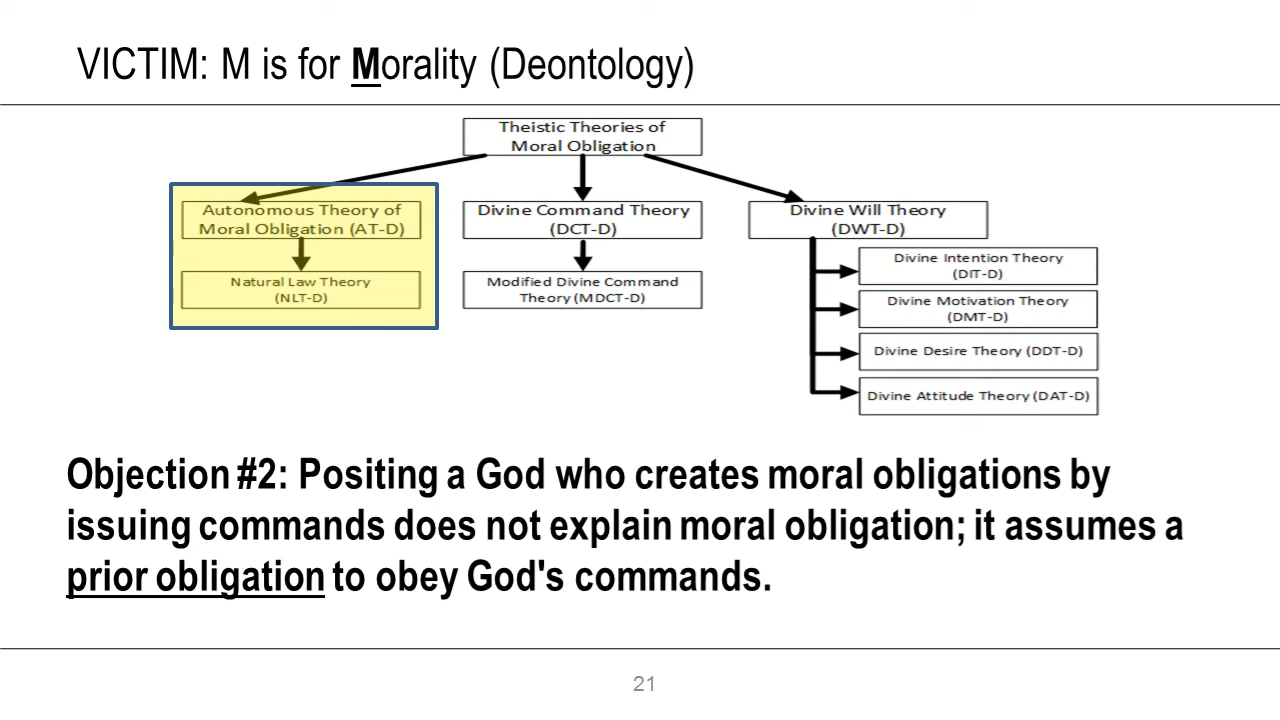 VICTIM: M is for Morality (Deontology)
Theistic Theories of
Moral Obligation
Autonomous Theory of
Moral Obligation (AT-D)
Divine Command Theory
(DCT-D)
Divine Will Theory
(DWT-D)
Natural Law Theory
(NLT-D)
Modified Divine Command
Theory (MDCT-D)
Divine Intention Theory
(DIT-D)
Divine Motivation Theory
(DMT-D)
Divine Desire Theory (DDT-D)
Divine Attitude Theory (DAT-D)
Objection #2: Positing a God who creates moral obligations by
issuing commands does not explain moral obligation; it assumes a
prior obligation to obey God's commands.
21